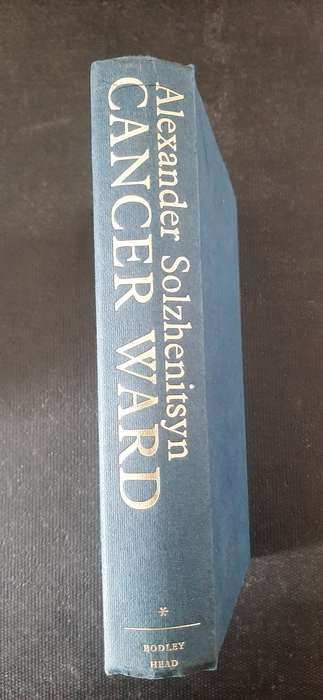 Alexander Solzhenitsyn
CANCER WARD
*
BODLEY
HEAD